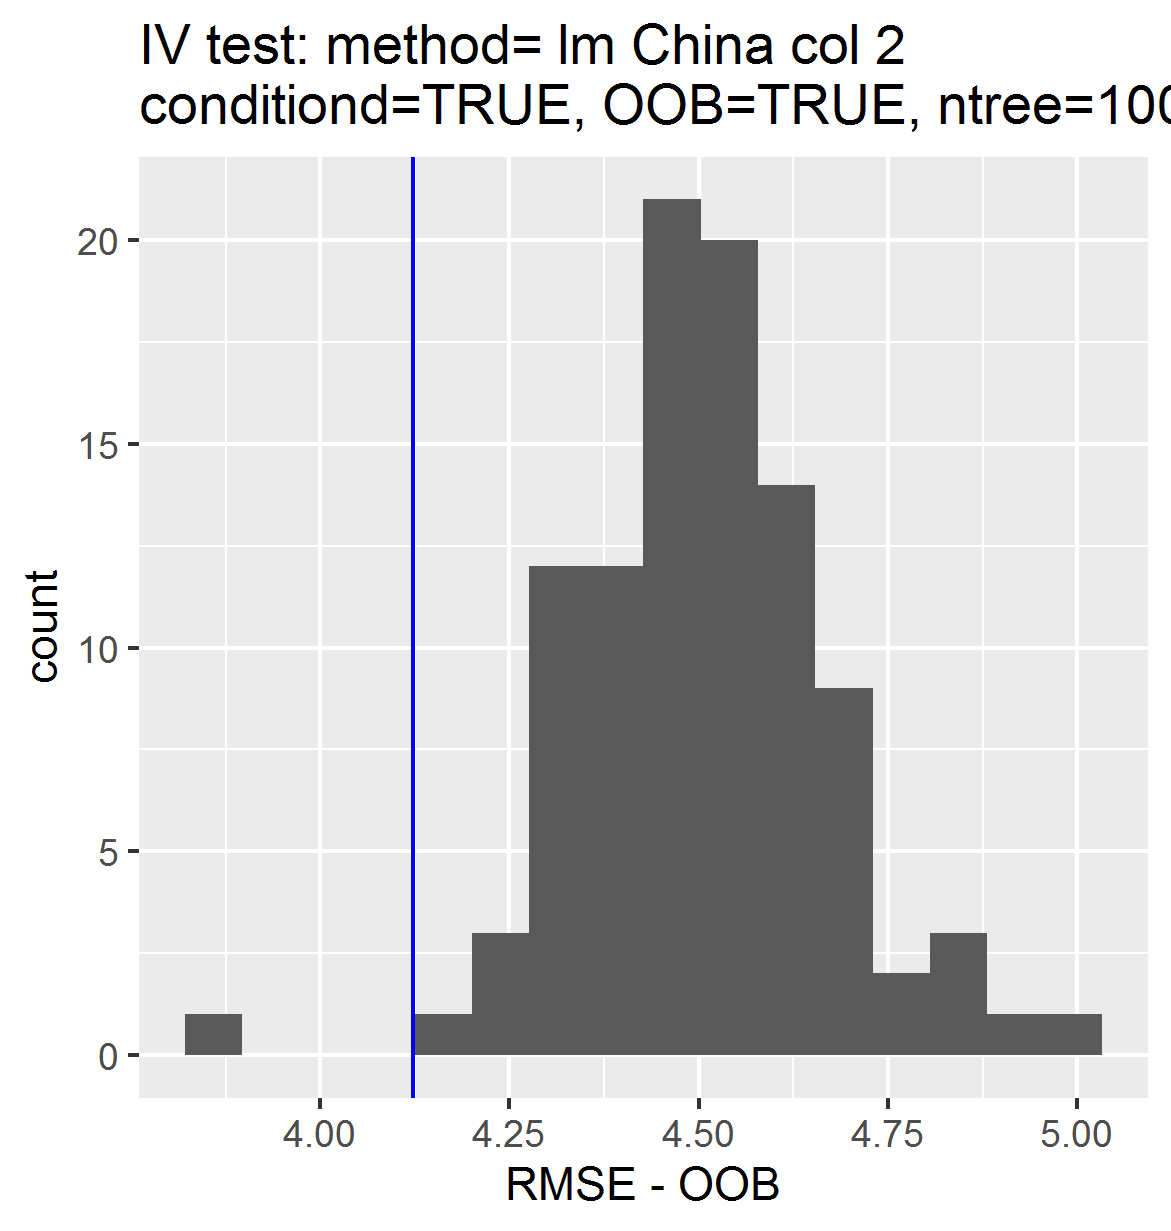 IV test: method= lm China col 2
conditiond=TRUE, OOB=TRUE, ntree=100
20
15
10
5
0
count
4.00 4.25 4.50 4.75 5.00
RMSE - OOB